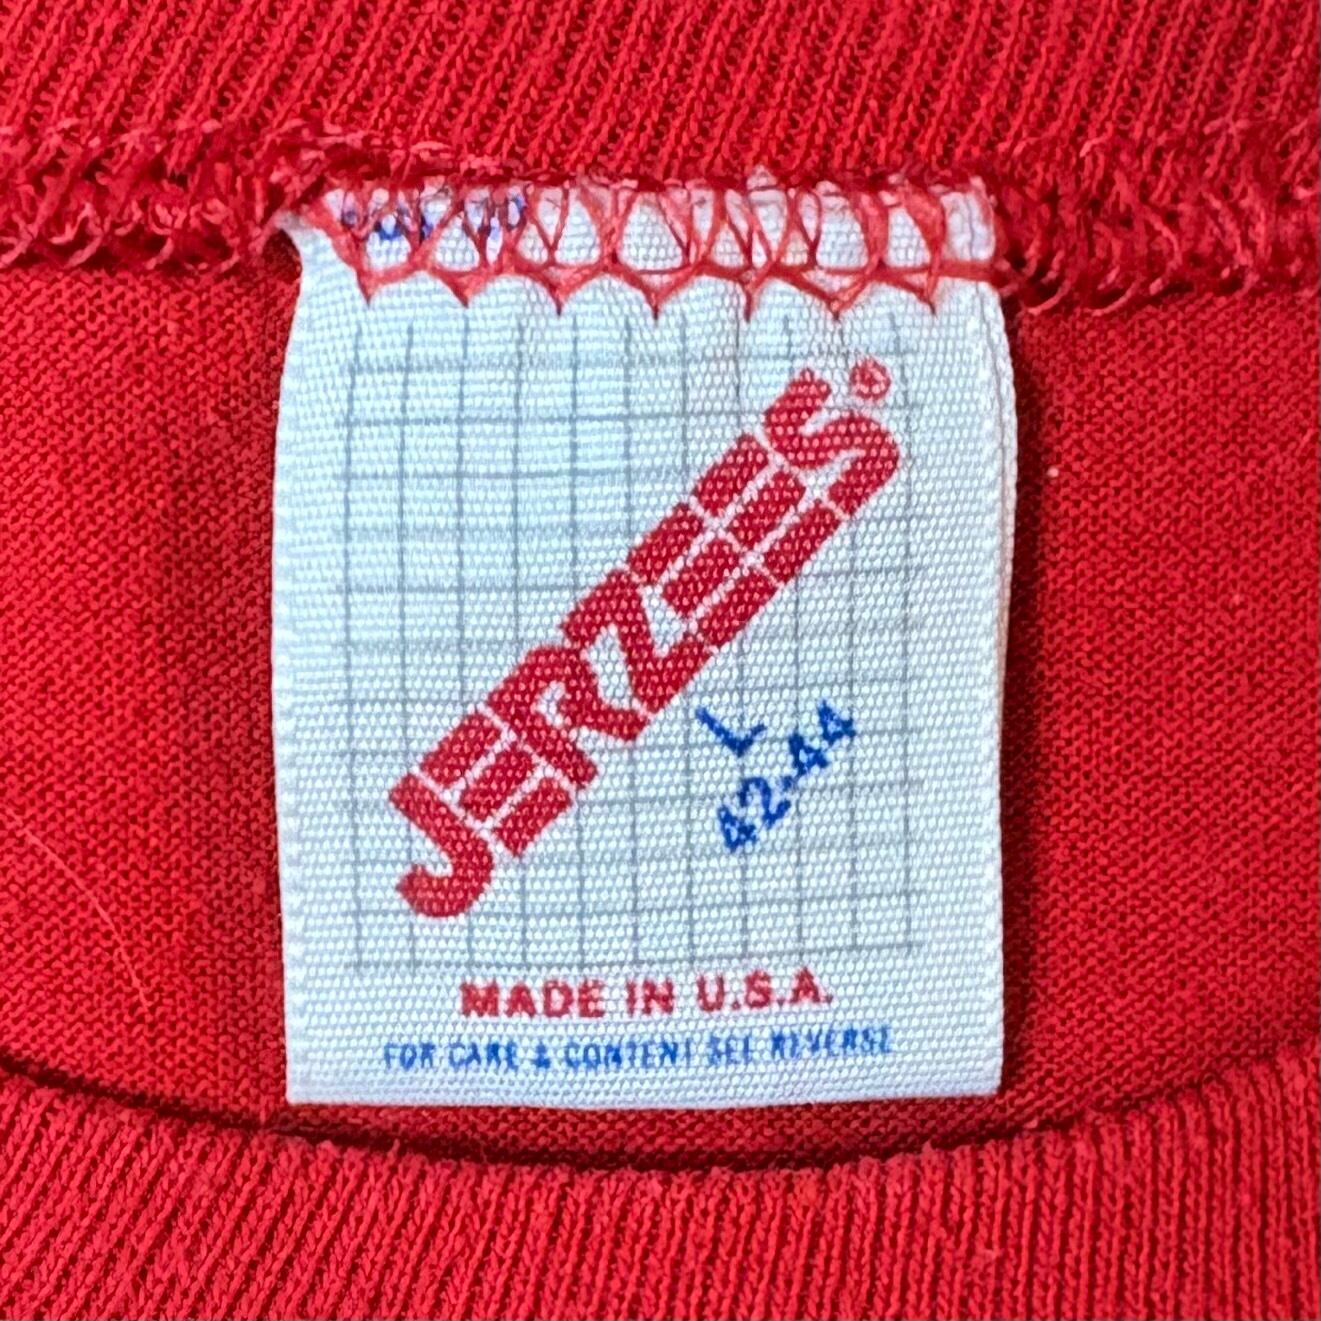 JERZEES®
L
42-44
MADE IN U.S.A.
FOR CARE & CONTENT SEE REVERSE